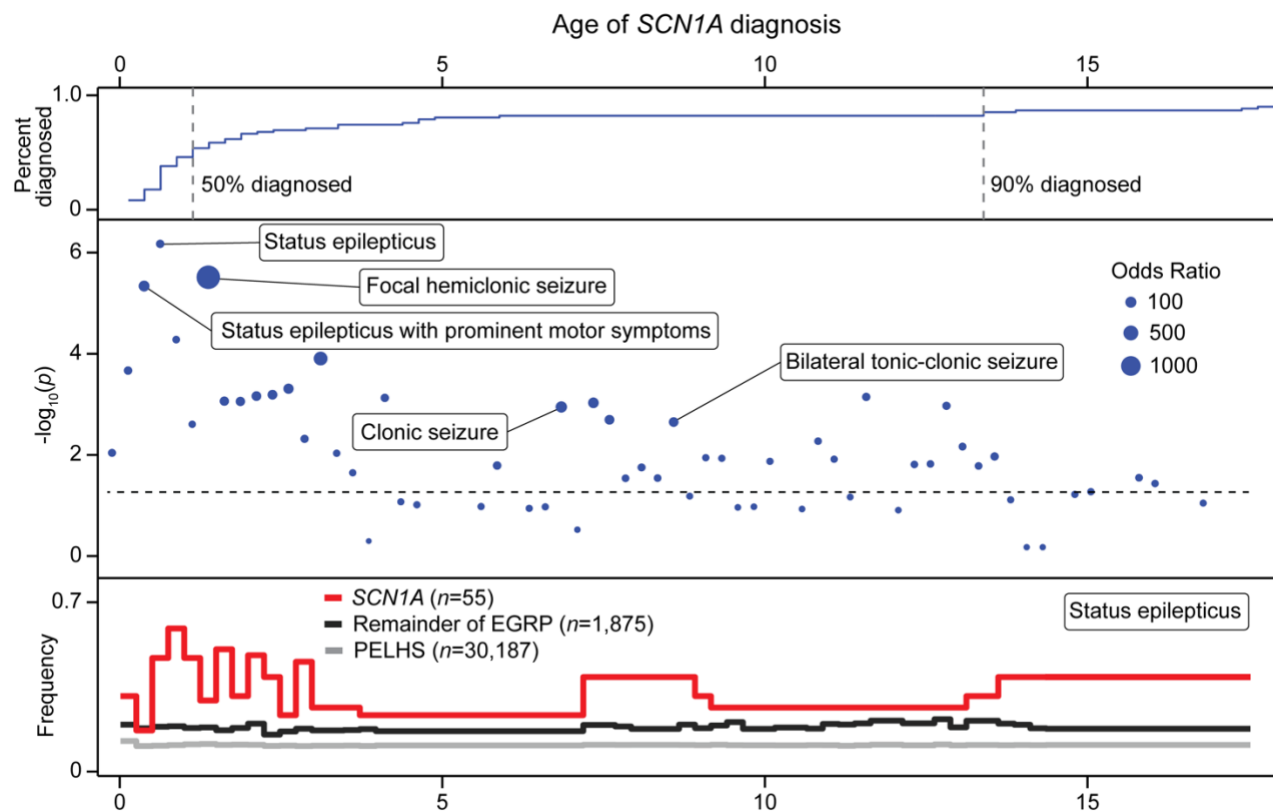 Age of SCN1A diagnosis
0 5 10 15
1.0
Percent
diagnosed
50% diagnosed
90% diagnosed
0
6
Status epilepticus
Focal hemiclonic seizure
Status epilepticus with prominent motor symptoms
Odds Ratio
100
500
1000
4
Bilateral tonic-clonic seizure
-log10(p)
Clonic seizure
2
0
0.7
SCN1A (n=55)
Remainder of EGRP (n=1,875)
PELHS (n=30,187)
Status epilepticus
Frequency
0
0 5 10 15